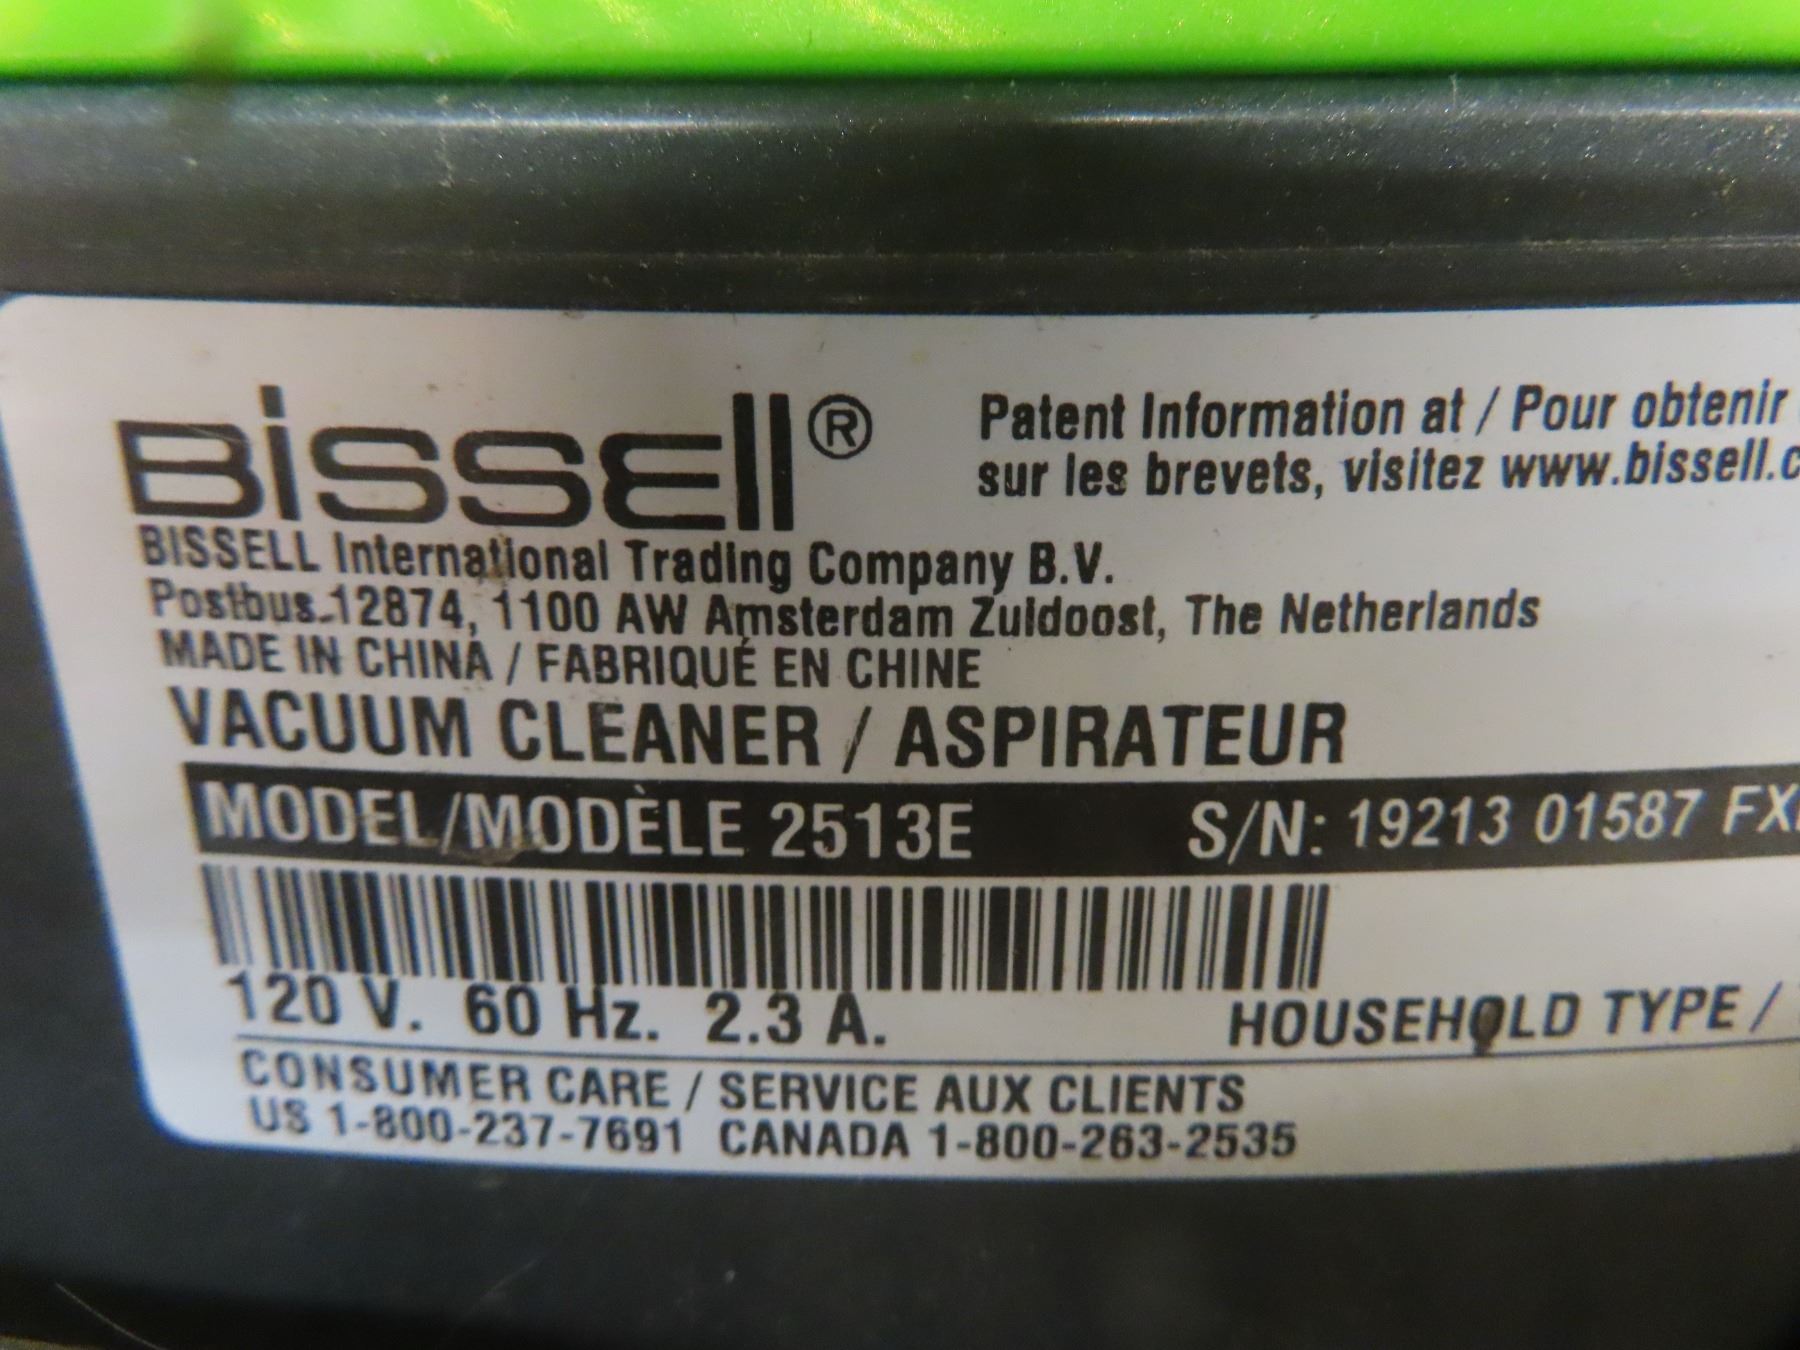 BISSELL®
Patent Information at / Pour obtenir
sur les brevets, visitez www.bissell.c
BISSELL International Trading Company B.V.
Postbus 12874, 1100 AW Amsterdam Zuidoost, The Netherlands
MADE IN CHINA / FABRIQUÉ EN CHINE
VACUUM CLEANER / ASPIRATEUR
MODEL/MODÈLE 2513E S/N: 19213 01587 FX
120 V. 60 Hz. 2.3 A. HOUSEHOLD TYPE /
CONSUMER CARE / SERVICE AUX CLIENTS
US 1-800-237-7691 CANADA 1-800-263-2535